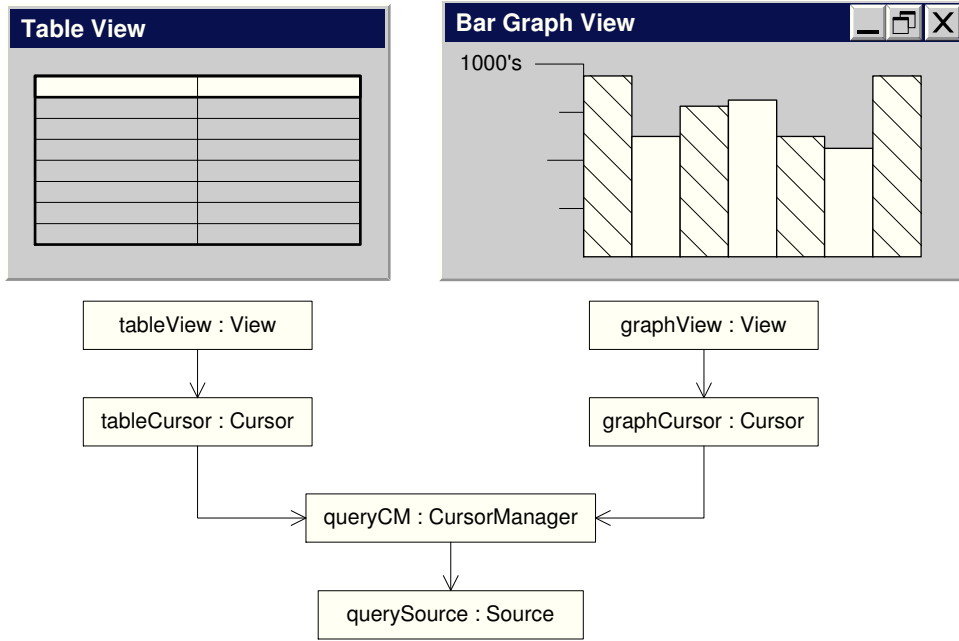 Table View
Bar Graph View
1000's
tableView : View
graphView : View
tableCursor : Cursor
graphCursor : Cursor
queryCM : CursorManager
querySource : Source